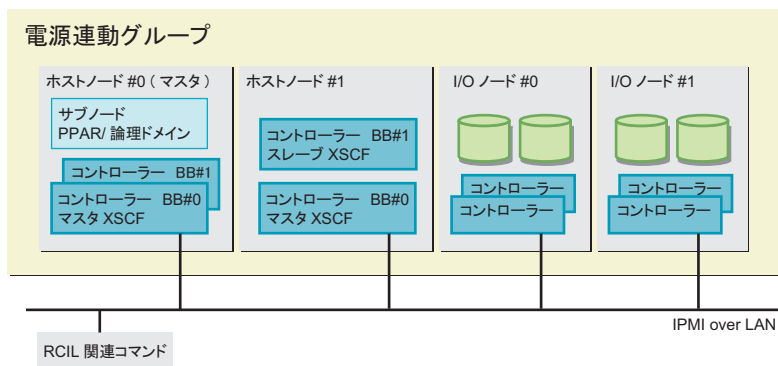 電源連動グループ
ホストノード #0 ( マスタ )
サブノード
PPAR/ 論理ドメイン
コントローラー BB#1
コントローラー BB#0
マスタ XSCF
ホストノード #1
コントローラー BB#1
スレーブ XSCF
コントローラー BB#0
マスタ XSCF
I/O ノード #0
コントローラー
コントローラー
I/O ノード #1
コントローラー
コントローラー
IPMI over LAN
RCIL 関連コマンド